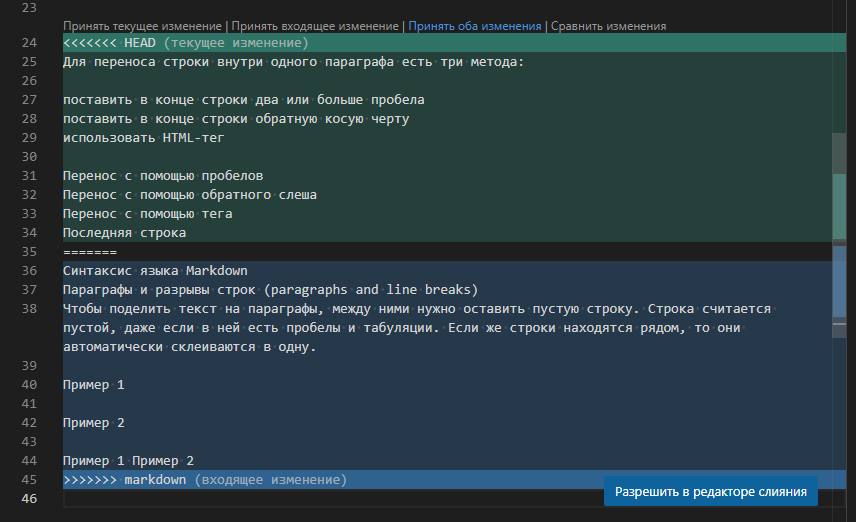 23
Принять текущее изменение | Принять входящее изменение | Принять оба изменения | Сравнить изменения
24 <<<<<<< HEAD (текущее изменение)
25 Для переноса строки внутри одного параграфа есть три метода:
26
27 поставить в конце строки два или больше пробела
28 поставить в конце строки обратную косую черту
29 использовать HTML-тег
30
31 Перенос с помощью пробелов
32 Перенос с помощью обратного слеша
33 Перенос с помощью тега
34 Последняя строка
35 =======
36 Синтаксис языка Markdown
37 Параграфы и разрывы строк (paragraphs and line breaks)
38 Чтобы поделить текст на параграфы, между ними нужно оставить пустую строку. Строка считается
пустой, даже если в ней есть пробелы и табуляции. Если же строки находятся рядом, то они
автоматически склеиваются в одну.
39
40 Пример 1
41
42 Пример 2
43
44 Пример 1 Пример 2
45 >>>>>>> markdown (входящее изменение)
46
Разрешить в редакторе слияния